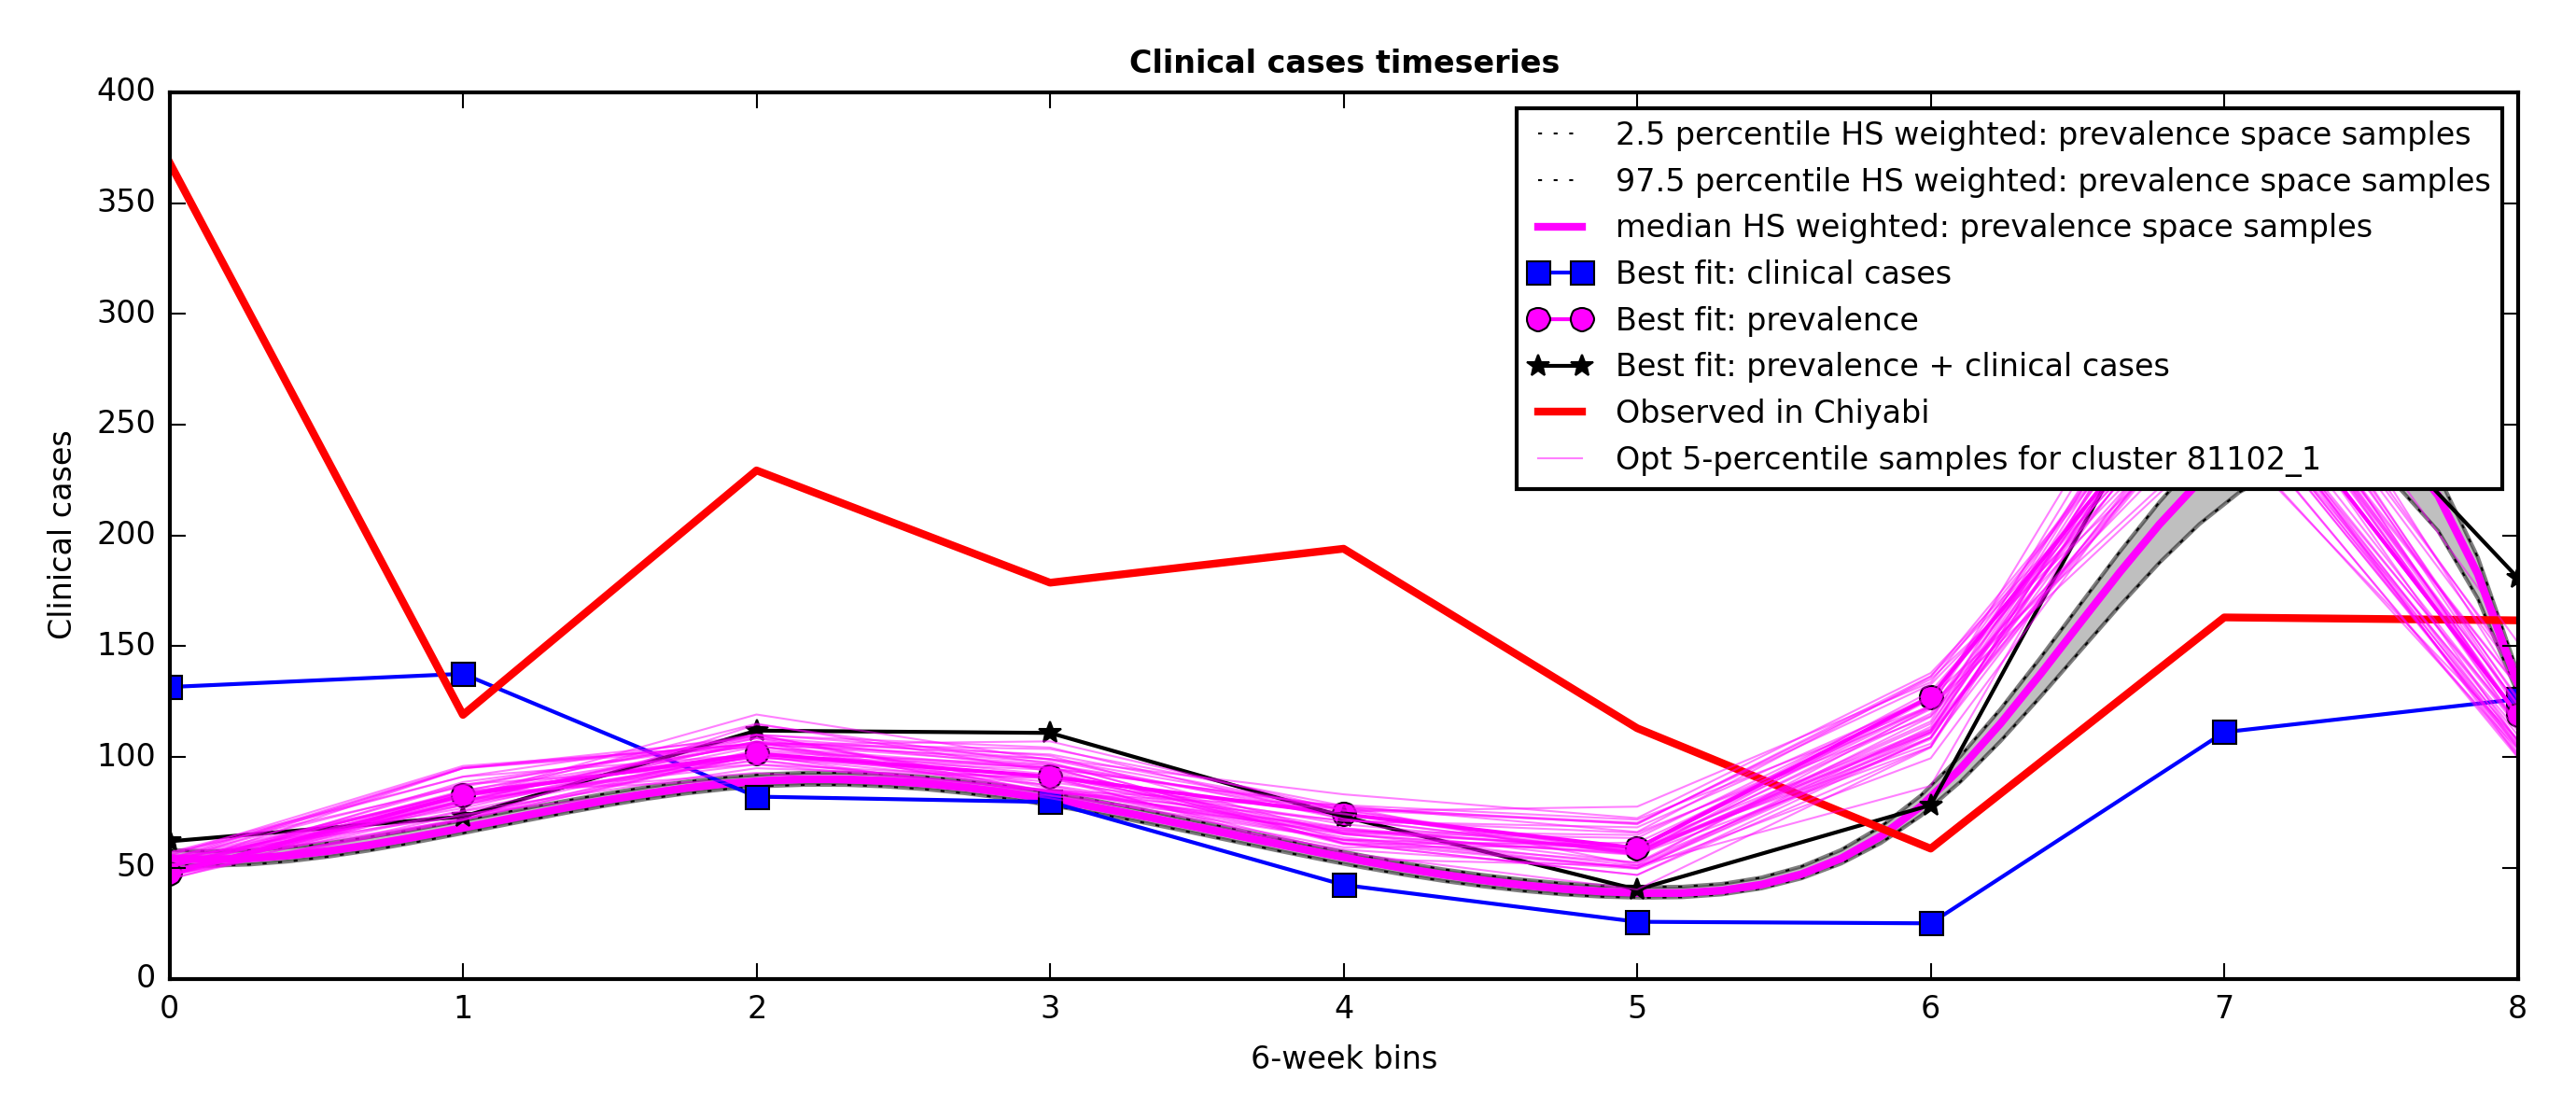 Clinical cases timeseries
400
350
300
250
200
150
100
50
0
Clinical cases
2.5 percentile HS weighted: prevalence space samples
97.5 percentile HS weighted: prevalence space samples
median HS weighted: prevalence space samples
Best fit: clinical cases
Best fit: prevalence
Best fit: prevalence + clinical cases
Observed in Chiyabi
Opt 5-percentile samples for cluster 81102_1
0 1 2 3 4 5 6 7 8
6-week bins